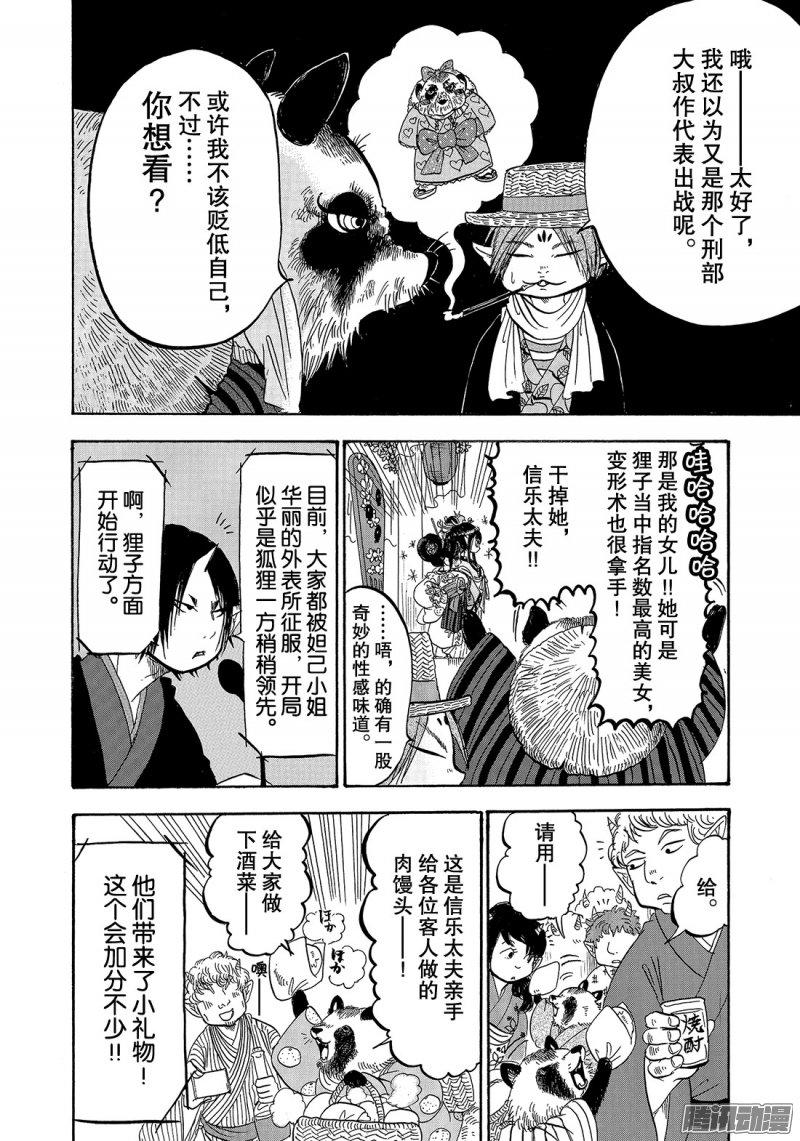 哦——太好了，
我还以为又是那个刑部
大叔作代表出战呢。
或许我不该贬低自己，
不过……
你想看？
哇哈哈哈哈
那是我的女儿!!她可是
狸子当中指名数最高的美女，
变形术也很拿手！
干掉她，
信乐太夫!!
……唔，的确有一股
奇妙的性感味道。
目前，大家都被妲己小姐
华丽的外表所征服，开局
似乎是狐狸一方稍稍领先。
啊，狸子方面
开始行动了。
给。
请用——
焼酎
这是信乐太夫亲手
给各位客人做的
肉馒头——！
给大家做
下酒菜——
ほか
ほか
噢
他们带来了小礼物！
这个会加分不少!!
腾讯动漫